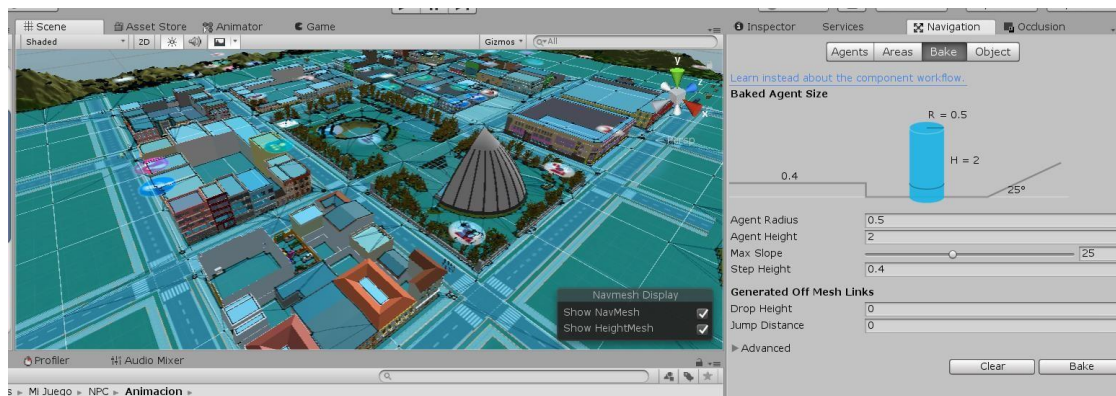 Scene
Asset Store
Animator
Game
Shaded
2D
Gizmos
All
y
x
Persp
Navmesh Display
Show NavMesh
Show HeightMesh
Profiler
Audio Mixer
s ▸ Mi Juego ▸ NPC ▸ Animacion ▸
Inspector
Services
Navigation
Occlusion
Agents
Areas
Bake
Object
Learn instead about the component workflow.
Baked Agent Size
R = 0.5
H = 2
0.4
25°
Agent Radius 0.5
Agent Height 2
Max Slope 25
Step Height 0.4
Generated Off Mesh Links
Drop Height 0
Jump Distance 0
Advanced
Clear
Bake